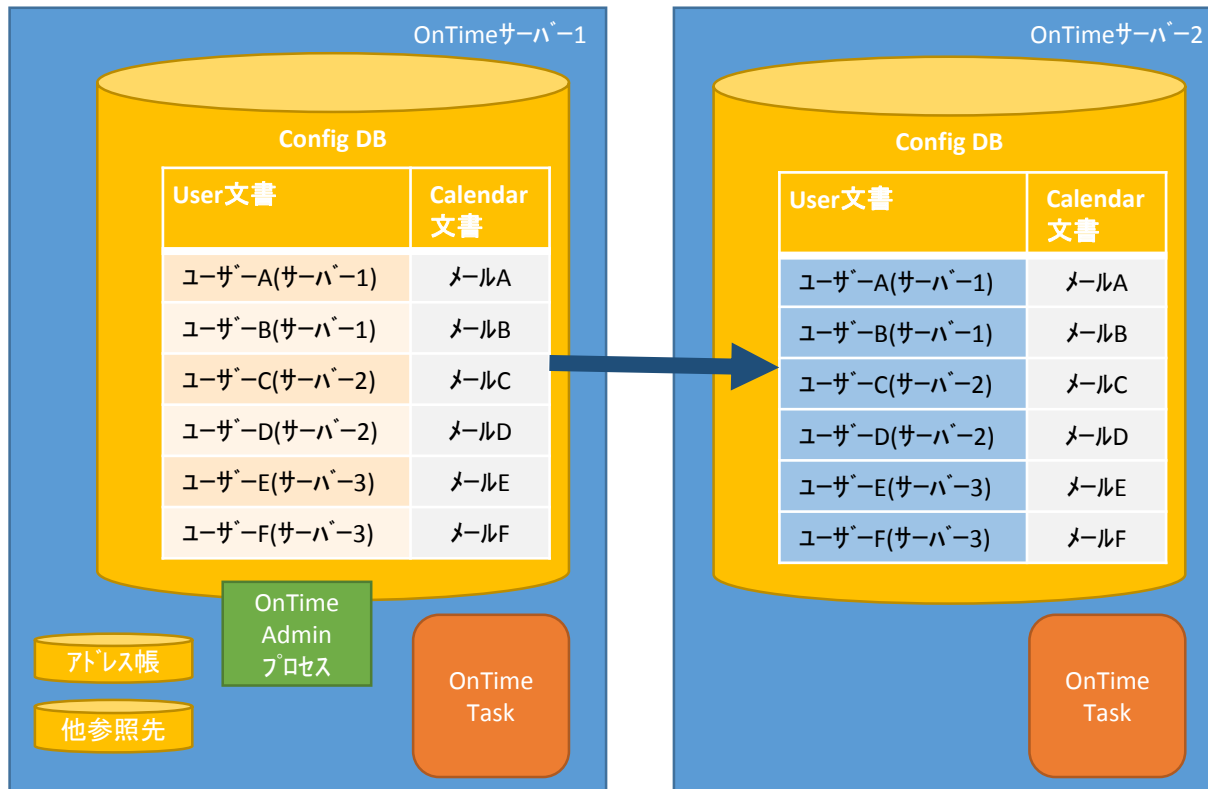 OnTimeサーバー1
Config DB
User文書
Calendar
文書
ユーザーA(サーバー1)
メールA
ユーザーB(サーバー1)
メールB
ユーザーC(サーバー2)
メールC
ユーザーD(サーバー2)
メールD
ユーザーE(サーバー3)
メールE
ユーザーF(サーバー3)
メールF
OnTime
Admin
プロセス
アドレス帳
他参照先
OnTime
Task
OnTimeサーバー2
Config DB
User文書
Calendar
文書
ユーザーA(サーバー1)
メールA
ユーザーB(サーバー1)
メールB
ユーザーC(サーバー2)
メールC
ユーザーD(サーバー2)
メールD
ユーザーE(サーバー3)
メールE
ユーザーF(サーバー3)
メールF
OnTime
Task